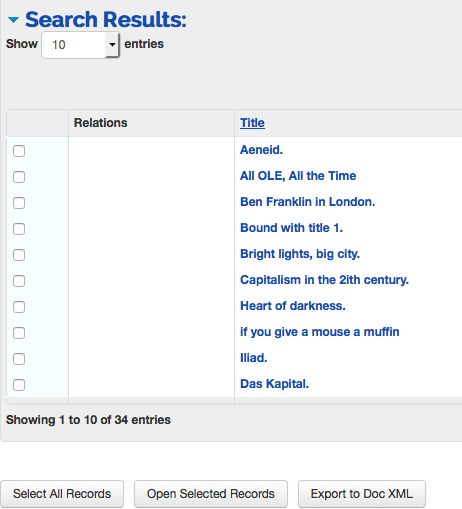 Search Results:
Show 10 entries
Relations Title
Aeneid.
All OLE, All the Time
Ben Franklin in London.
Bound with title 1.
Bright lights, big city.
Capitalism in the 2ith century.
Heart of darkness.
if you give a mouse a muffin
Iliad.
Das Kapital.
Showing 1 to 10 of 34 entries
Select All Records Open Selected Records Export to Doc XML